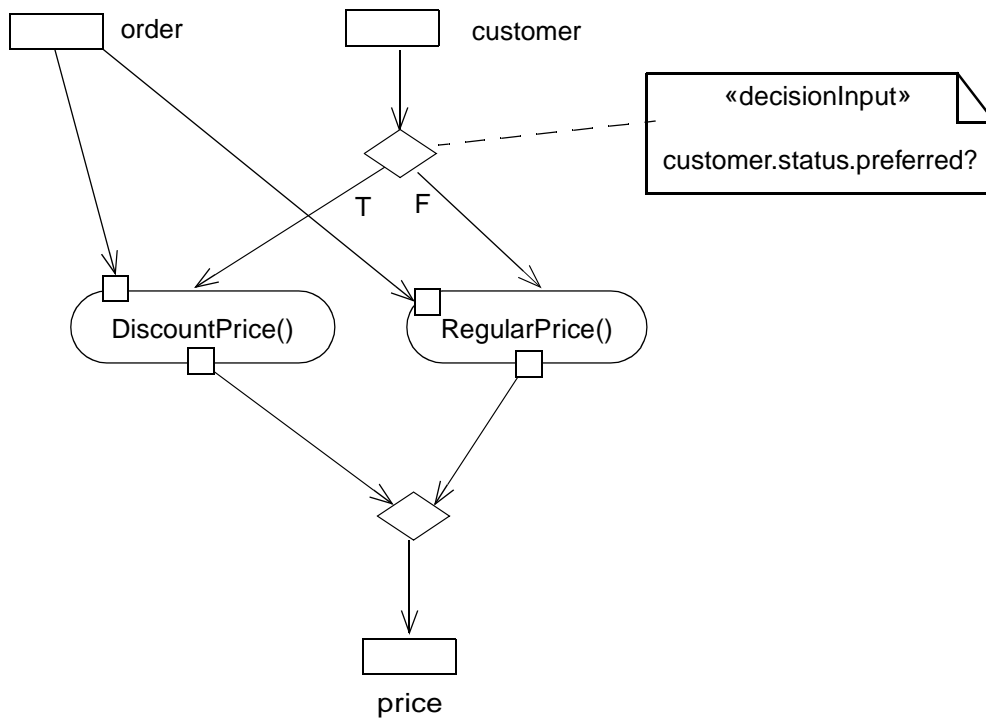 order
customer
«decisionInput»
customer.status.preferred?
T
F
DiscountPrice()
RegularPrice()
price